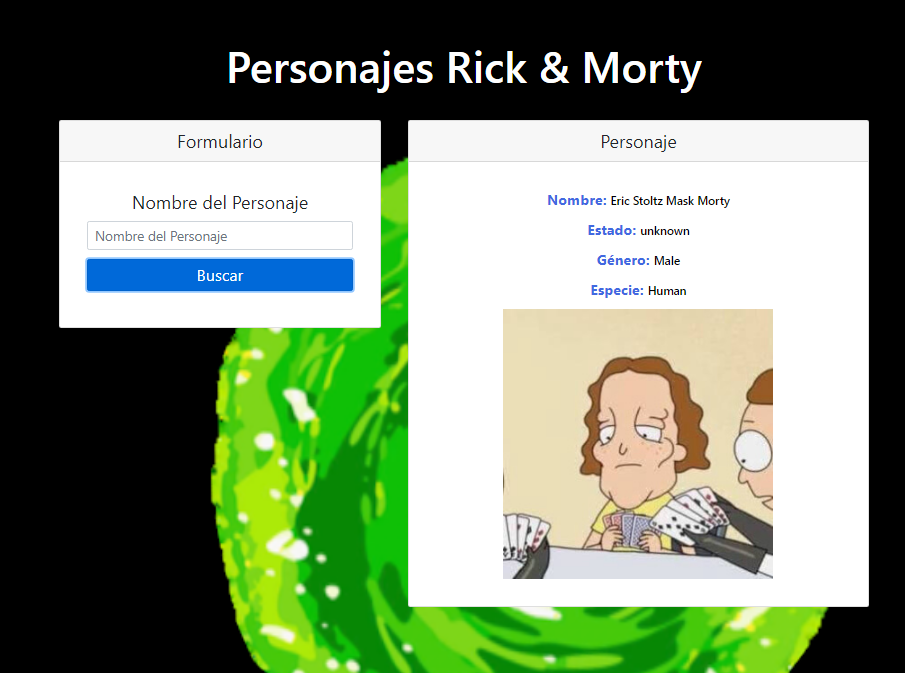 Personajes Rick & Morty
Formulario
Nombre del Personaje
Nombre del Personaje
Buscar
Personaje
Nombre: Eric Stoltz Mask Morty
Estado: unknown
Género: Male
Especie: Human